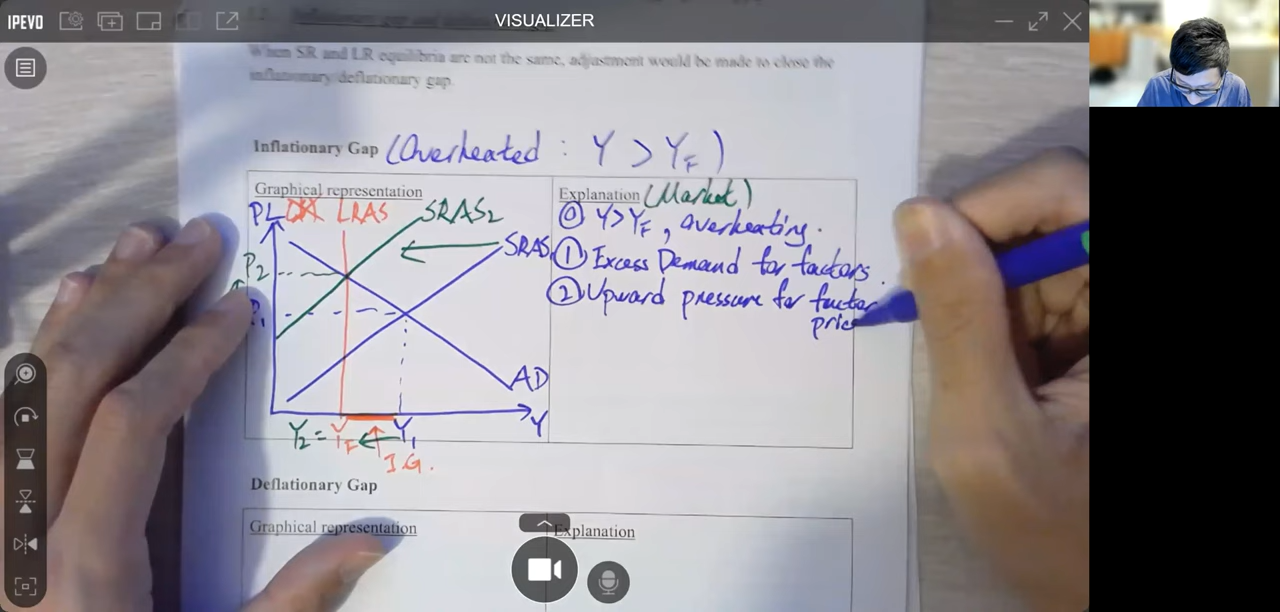 IPEVO
VISUALIZER
When SR and LR equilibria are not the same, adjustment would be made to close the
inflationary/deflationary gap.
Inflationary Gap (Overheated : Y > YF)
Graphical representation
PL LRAS SRAS2
SRAS
P2
P1
AD
Y
Y2 = YF Y1
I.G.
Explanation (Market)
⓪ Y>YF, overheating.
① Excess Demand for factors.
② Upward pressure for factor
price
Deflationary Gap
Graphical representation
Explanation